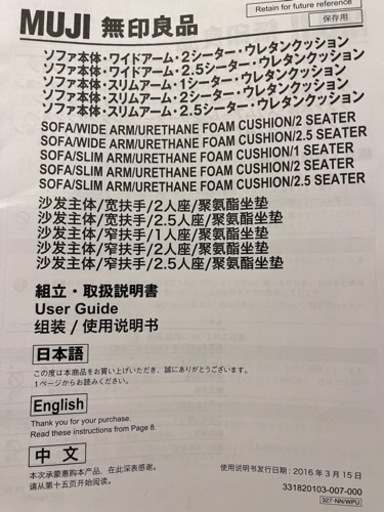 Retain for future reference
MUJI 無印良品
保存用
ソファ本体・ワイドアーム・2シーター・ウレタンクッション
ソファ本体・ワイドアーム・2.5シーター・ウレタンクッション
ソファ本体・スリムアーム・1シーター・ウレタンクッション
ソファ本体・スリムアーム・2シーター・ウレタンクッション
ソファ本体・スリムアーム・2.5シーター・ウレタンクッション
SOFA/WIDE ARM/URETHANE FOAM CUSHION/2 SEATER
SOFA/WIDE ARM/URETHANE FOAM CUSHION/2.5 SEATER
SOFA/SLIM ARM/URETHANE FOAM CUSHION/1 SEATER
SOFA/SLIM ARM/URETHANE FOAM CUSHION/2 SEATER
SOFA/SLIM ARM/URETHANE FOAM CUSHION/2.5 SEATER
沙发主体/宽扶手/2人座/聚氨酯坐垫
沙发主体/宽扶手/2.5人座/聚氨酯坐垫
沙发主体/窄扶手/1人座/聚氨酯坐垫
沙发主体/窄扶手/2人座/聚氨酯坐垫
沙发主体/窄扶手/2.5人座/聚氨酯坐垫
組立・取扱説明書
User Guide
组装/使用说明书
日本語
この度は本商品をお買い上げいただき、誠にありがとうございます。
1ページからお読みください。
English
Thank you for your purchase.
Read these instructions from Page 8.
中文
本次承蒙惠购本产品、在此深表感谢。
请从第十五页开始阅读。
使用说明书发行日期:2016年3月15日
331820103-007-000
327-NN/WPU